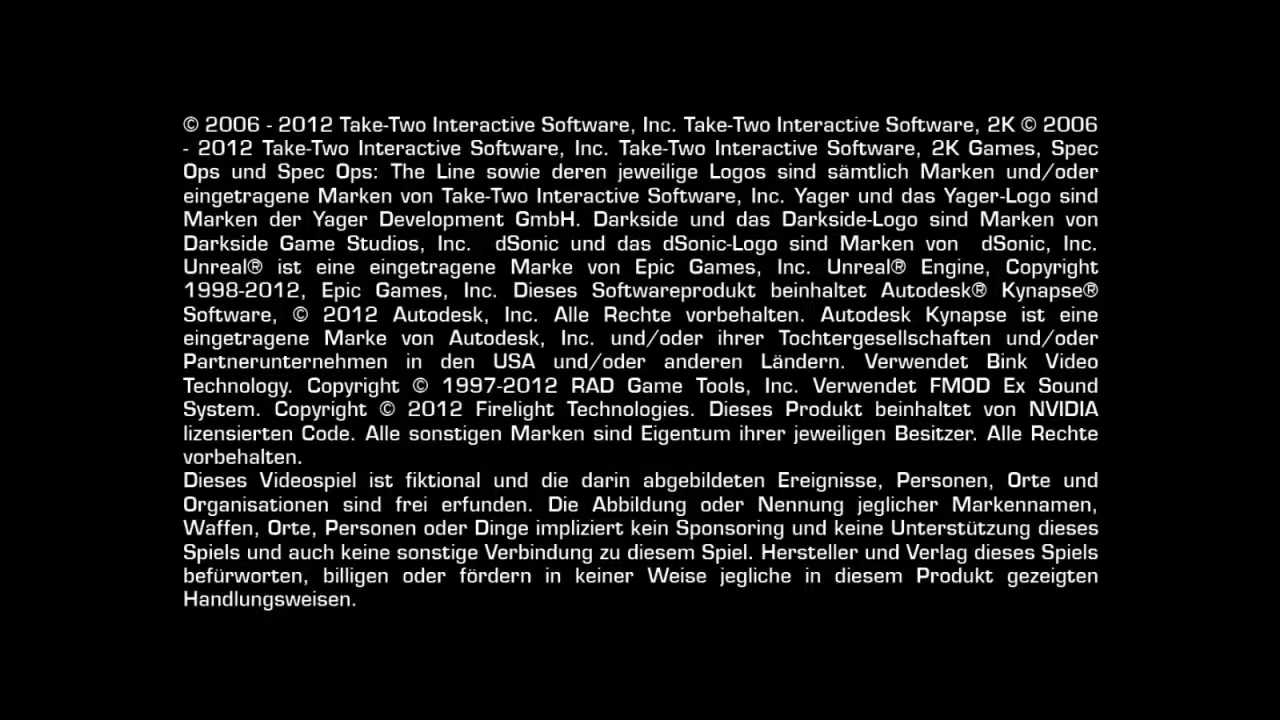 © 2006 - 2012 Take-Two Interactive Software, Inc. Take-Two Interactive Software, 2K © 2006
- 2012 Take-Two Interactive Software, Inc. Take-Two Interactive Software, 2K Games, Spec
Ops und Spec Ops: The Line sowie deren jeweilige Logos sind sämtlich Marken und/oder
eingetragene Marken von Take-Two Interactive Software, Inc. Yager und das Yager-Logo sind
Marken der Yager Development GmbH. Darkside und das Darkside-Logo sind Marken von
Darkside Game Studios, Inc.  dSonic und das dSonic-Logo sind Marken von  dSonic, Inc.
Unreal® ist eine eingetragene Marke von Epic Games, Inc. Unreal® Engine, Copyright
1998-2012, Epic Games, Inc. Dieses Softwareprodukt beinhaltet Autodesk® Kynapse®
Software, © 2012 Autodesk, Inc. Alle Rechte vorbehalten. Autodesk Kynapse ist eine
eingetragene Marke von Autodesk, Inc. und/oder ihrer Tochtergesellschaften und/oder
Partnerunternehmen in den USA und/oder anderen Ländern. Verwendet Bink Video
Technology. Copyright © 1997-2012 RAD Game Tools, Inc. Verwendet FMOD Ex Sound
System. Copyright © 2012 Firelight Technologies. Dieses Produkt beinhaltet von NVIDIA
lizensierten Code. Alle sonstigen Marken sind Eigentum ihrer jeweiligen Besitzer. Alle Rechte
vorbehalten.
Dieses Videospiel ist fiktional und die darin abgebildeten Ereignisse, Personen, Orte und
Organisationen sind frei erfunden. Die Abbildung oder Nennung jeglicher Markennamen,
Waffen, Orte, Personen oder Dinge impliziert kein Sponsoring und keine Unterstützung dieses
Spiels und auch keine sonstige Verbindung zu diesem Spiel. Hersteller und Verlag dieses Spiels
befürworten, billigen oder fördern in keiner Weise jegliche in diesem Produkt gezeigten
Handlungsweisen.